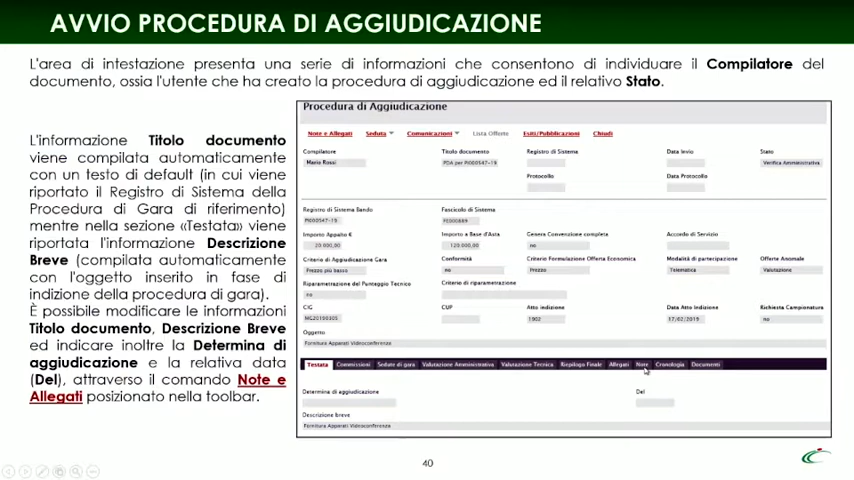 AVVIO PROCEDURA DI AGGIUDICAZIONE
L'area di intestazione presenta una serie di informazioni che consentono di individuare il Compilatore del
documento, ossia l'utente che ha creato la procedura di aggiudicazione ed il relativo Stato.
L'informazione Titolo documento
viene compilata automaticamente
con un testo di default (in cui viene
riportato il Registro di Sistema della
Procedura di Gara di riferimento)
mentre nella sezione «Testata» viene
riportata l'informazione Descrizione
Breve (compilata automaticamente
con l'oggetto inserito in fase di
indizione della procedura di gara).
È possibile modificare le informazioni
Titolo documento, Descrizione Breve
ed indicare inoltre la Determina di
aggiudicazione e la relativa data
(Del), attraverso il comando Note e
Allegati posizionato nella toolbar.
Procedura di Aggiudicazione
Note e Allegati Seduta Comunicazioni Lista Offerte Esiti/Pubblicazioni Chiudi
Compilatore Titolo documento Registro di Sistema Data Invio Stato
Mario Rossi PDA per PI000547-19 Verifica Amministrativa
Protocollo Data Protocollo
Registro di Sistema Bando Fascicolo di Sistema
PI000547-19
Importo Appalto € Importo a Base d'Asta Genera Convenzione completa Accordo di Servizio
20.000,00 120.000,00 no
Criterio di Aggiudicazione Gara Conformità Criterio Formulazione Offerta Economica Modalità di partecipazione Offerte Anomale
Prezzo più basso no Prezzo Telematica Valutazione
Riparametrazione del Punteggio Tecnico Criterio di riparametrazione
no
CIG CUP Atto indizione Data Atto Indizione Richiesta Campionatura
1902 17/02/2019 no
Oggetto
Fornitura Apparati Videoconferenza
Testata Commissioni Sedute di gara Valutazione Amministrativa Valutazione Tecnica Riepilogo Finale Allegati Note Cronologia Documenti
Determina di aggiudicazione Del
Descrizione breve
Fornitura Apparati Videoconferenza
40